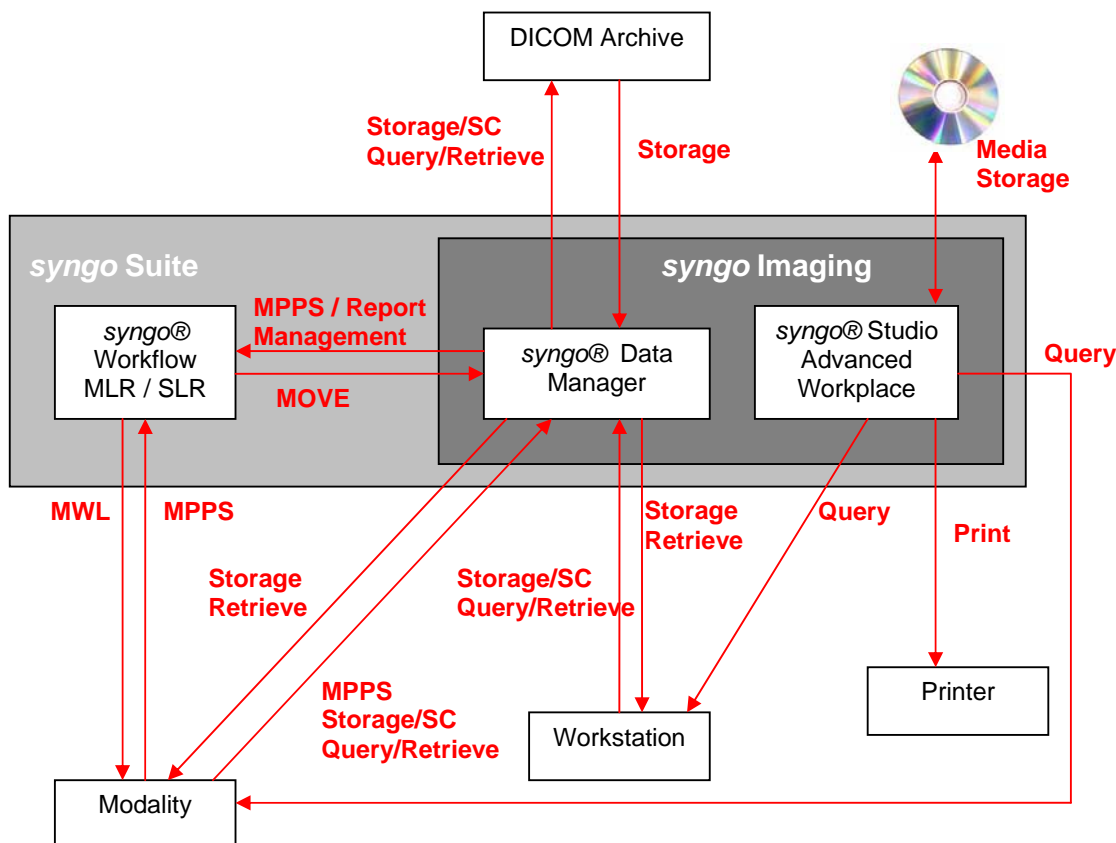 DICOM Archive
Storage/SC
Query/Retrieve
Storage
Media
Storage
syngo Suite
syngo Imaging
MPPS / Report
Management
syngo®
Workflow
MLR / SLR
MOVE
syngo® Data
Manager
syngo® Studio
Advanced
Workplace
Query
MWL
MPPS
Storage
Retrieve
Query
Print
Storage
Retrieve
Storage/SC
Query/Retrieve
MPPS
Storage/SC
Query/Retrieve
Printer
Workstation
Modality